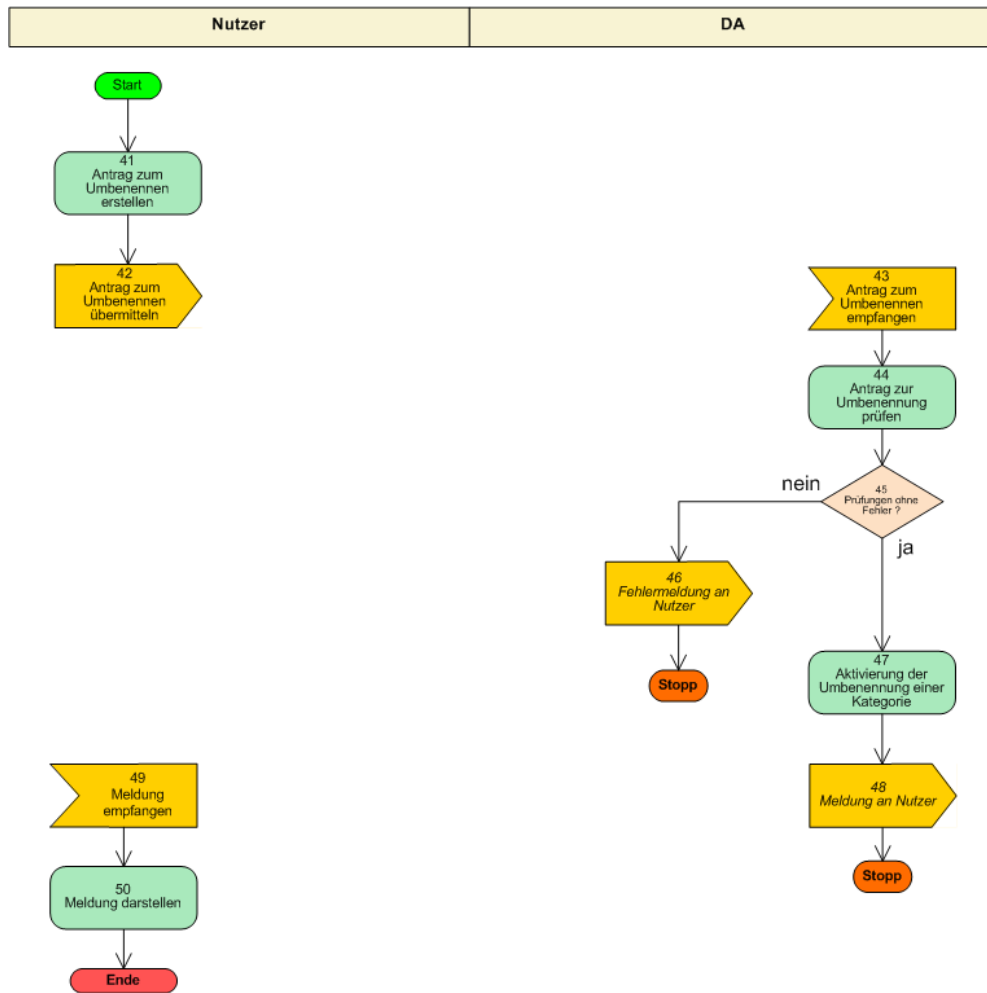 Nutzer
DA
Start
41
Antrag zum
Umbenennen
erstellen
42
Antrag zum
Umbenennen
übermitteln
43
Antrag zum
Umbenennen
empfangen
44
Antrag zur
Umbenennung
prüfen
45
Prüfungen ohne
Fehler ?
nein
ja
46
Fehlermeldung an
Nutzer
Stopp
47
Aktivierung der
Umbenennung einer
Kategorie
48
Meldung an Nutzer
Stopp
49
Meldung
empfangen
50
Meldung darstellen
Ende